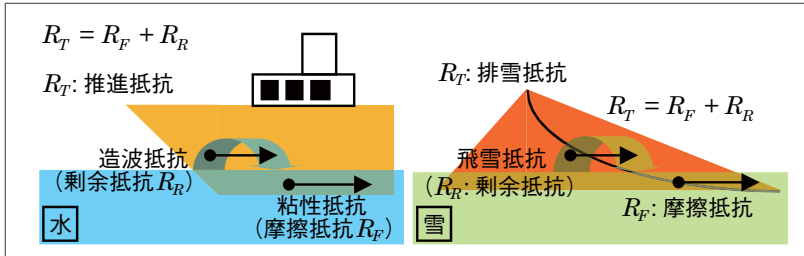 R_T = R_F + R_R
R_T: 推進抵抗
造波抵抗
(剰余抵抗R_R)
粘性抵抗
(摩擦抵抗R_F)
水
R_T: 排雪抵抗
R_T = R_F + R_R
飛雪抵抗
(R_R: 剰余抵抗)
R_F: 摩擦抵抗
雪